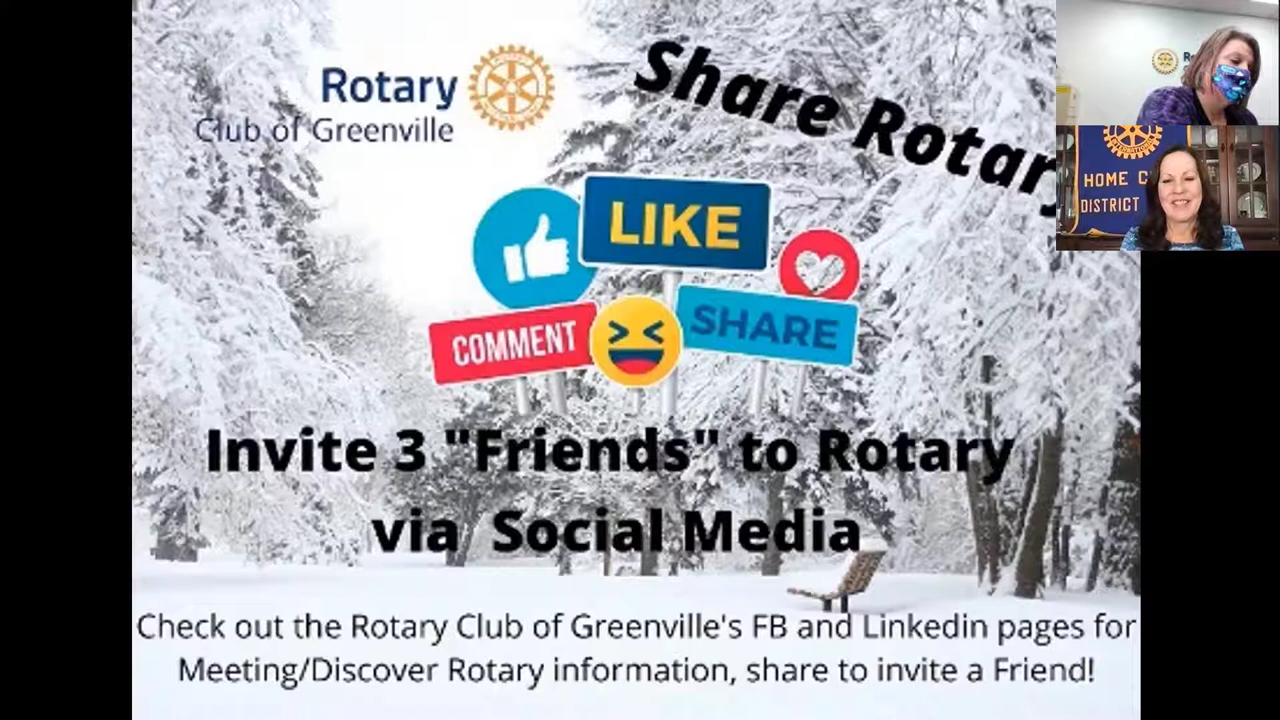 Rotary
Club of Greenville
Share Rotary
LIKE
COMMENT
SHARE
Invite 3 "Friends" to Rotary
via Social Media
Check out the Rotary Club of Greenville's FB and Linkedin pages for
Meeting/Discover Rotary information, share to invite a Friend!
INTERNATIONAL
HOME C
DISTRICT